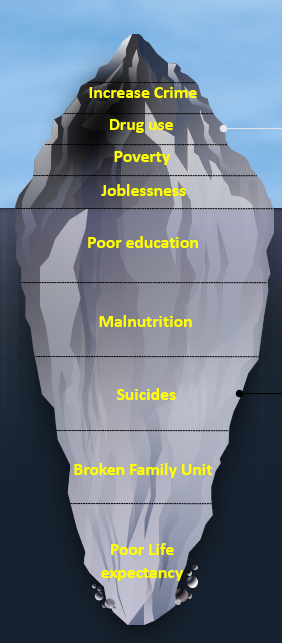 Increase Crime
Drug use
Poverty
Joblessness
Poor education
Malnutrition
Suicides
Broken Family Unit
Poor Life
expectancy